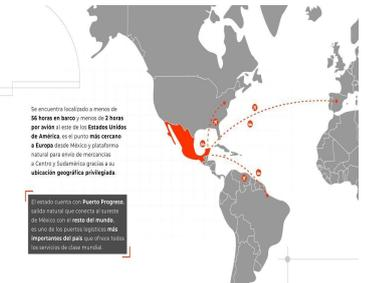 Se encuentra localizado a menos de
56 horas en barco y menos de 2 horas
por avión al este de los Estados Unidos
de América, es el punto más cercano
a Europa desde México y plataforma
natural para envío de mercancías
a Centro y Sudamérica gracias a su
ubicación geográfica privilegiada.
El estado cuenta con Puerto Progreso,
salida natural que conecta al sureste
de México con el resto del mundo,
es uno de los puertos logísticos más
importantes del país que ofrece todos
los servicios de clase mundial.